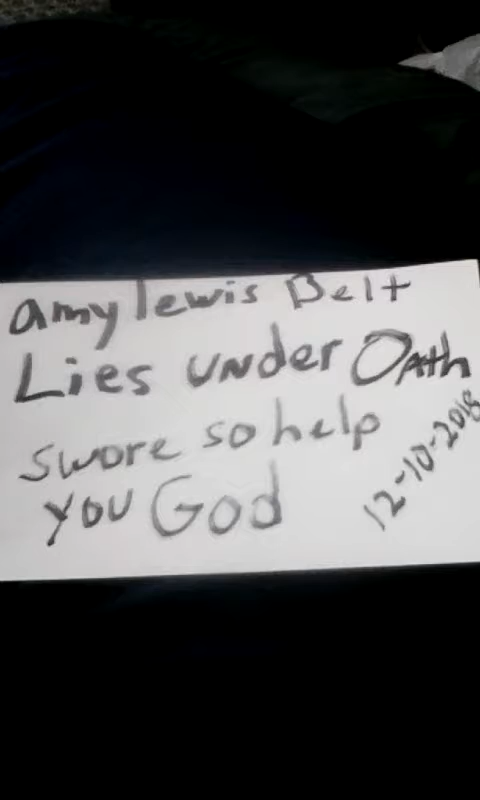 amy lewis Belt
Lies under Oath
swore so help
you God
12-10-2018